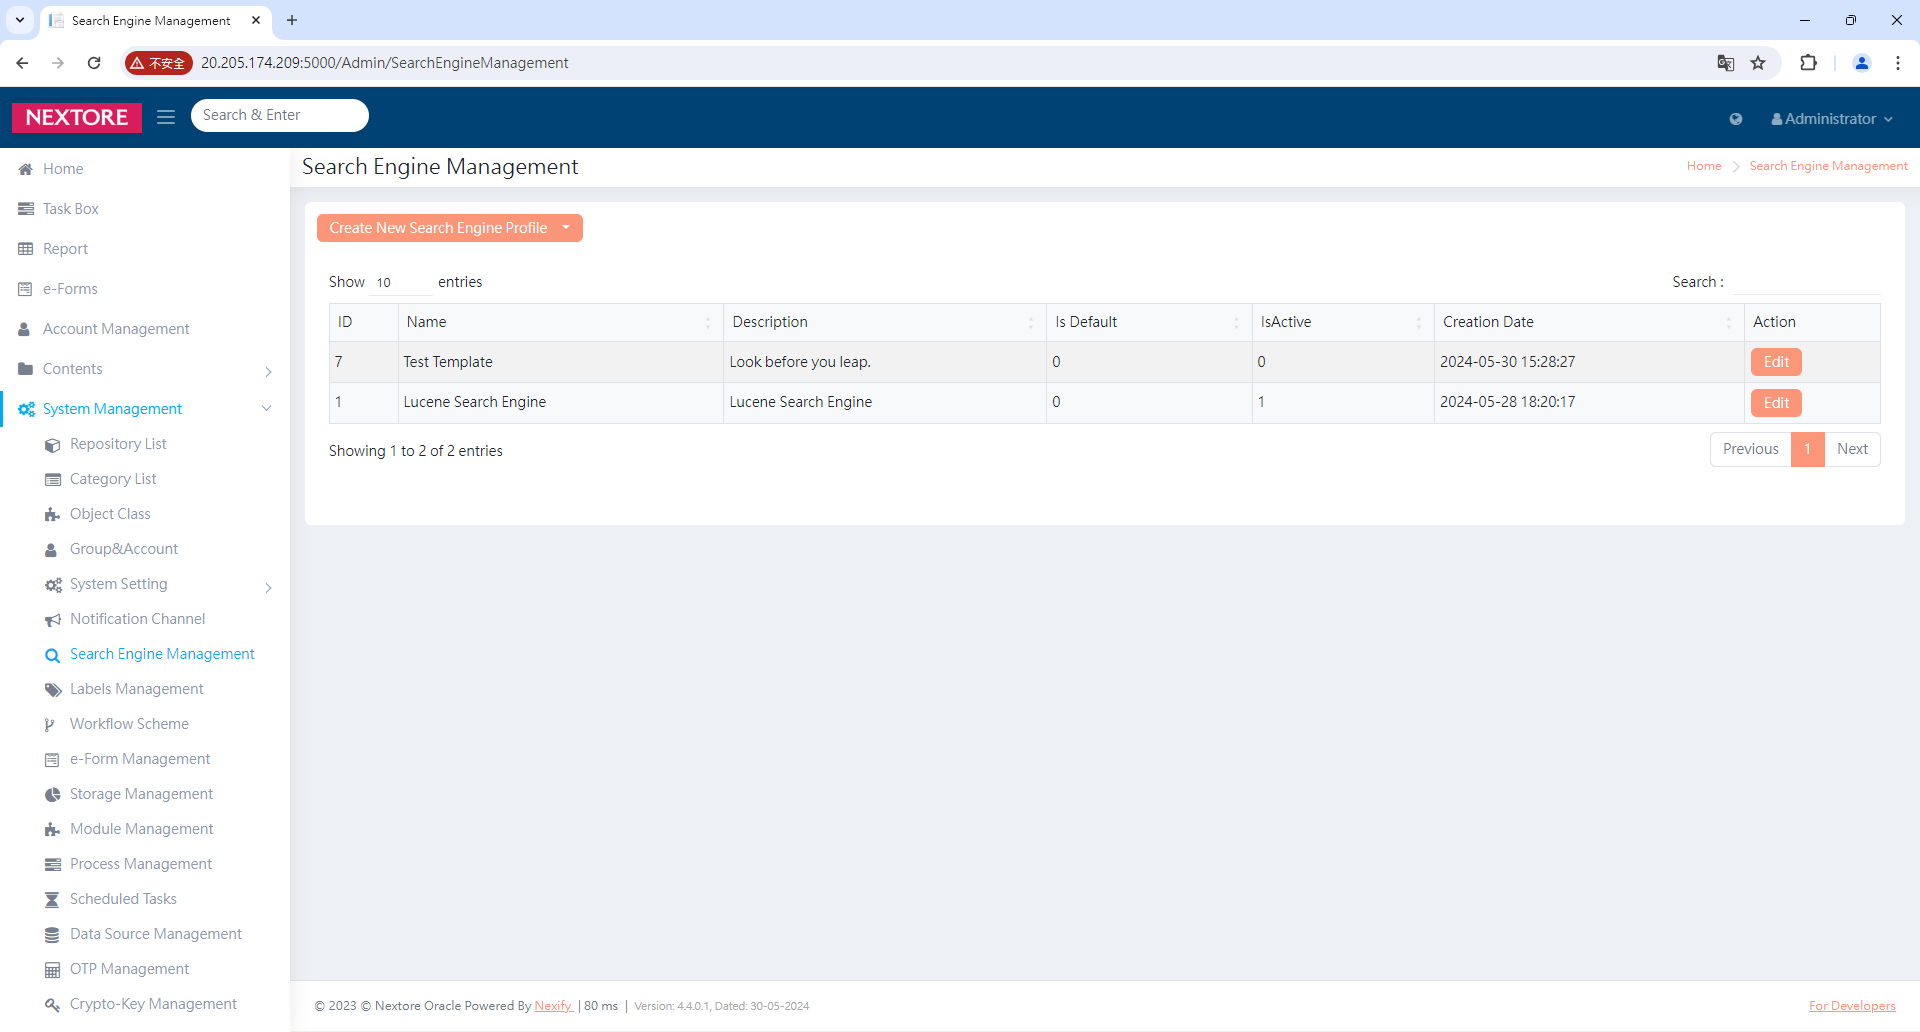 Search Engine Management
不安全
20.205.174.209:5000/Admin/SearchEngineManagement
NEXTORE
Search & Enter
Administrator
Home
Task Box
Report
e-Forms
Account Management
Contents
System Management
Repository List
Category List
Object Class
Group&Account
System Setting
Notification Channel
Search Engine Management
Labels Management
Workflow Scheme
e-Form Management
Storage Management
Module Management
Process Management
Scheduled Tasks
Data Source Management
OTP Management
Crypto-Key Management
Search Engine Management
Home Search Engine Management
Create New Search Engine Profile
Show 10 entries
Search :
ID Name Description Is Default IsActive Creation Date Action
7 Test Template Look before you leap. 0 0 2024-05-30 15:28:27 Edit
1 Lucene Search Engine Lucene Search Engine 0 1 2024-05-28 18:20:17 Edit
Showing 1 to 2 of 2 entries
Previous 1 Next
© 2023 © Nextore Oracle Powered By Nexify | 80 ms | Version: 4.4.0.1, Dated: 30-05-2024
For Developers